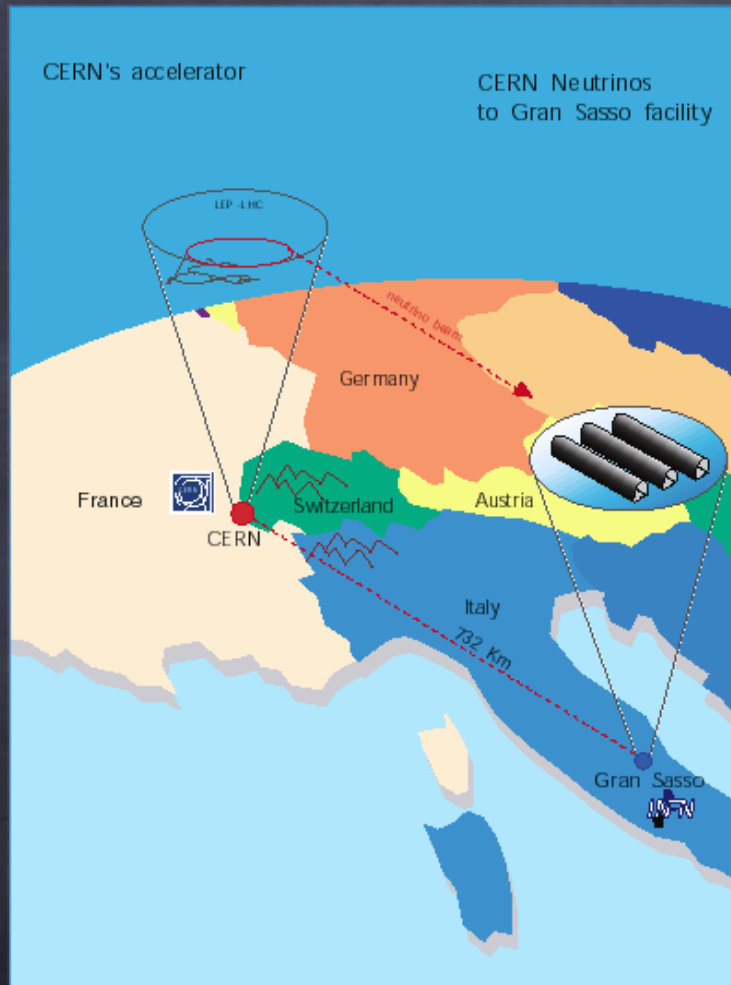 CERN's accelerator
CERN Neutrinos
to Gran Sasso facility
LEP - LHC
neutrino beam
Germany
France
CERN
Switzerland
Austria
CERN
Italy
732 Km
Gran Sasso
INFN